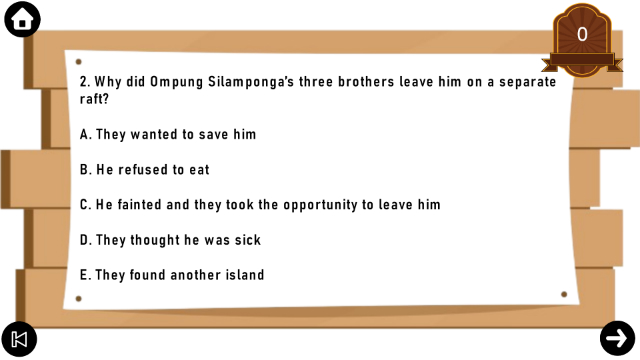 0
2. Why did Ompung Silamponga's three brothers leave him on a separate
raft?
A. They wanted to save him
B. He refused to eat
C. He fainted and they took the opportunity to leave him
D. They thought he was sick
E. They found another island